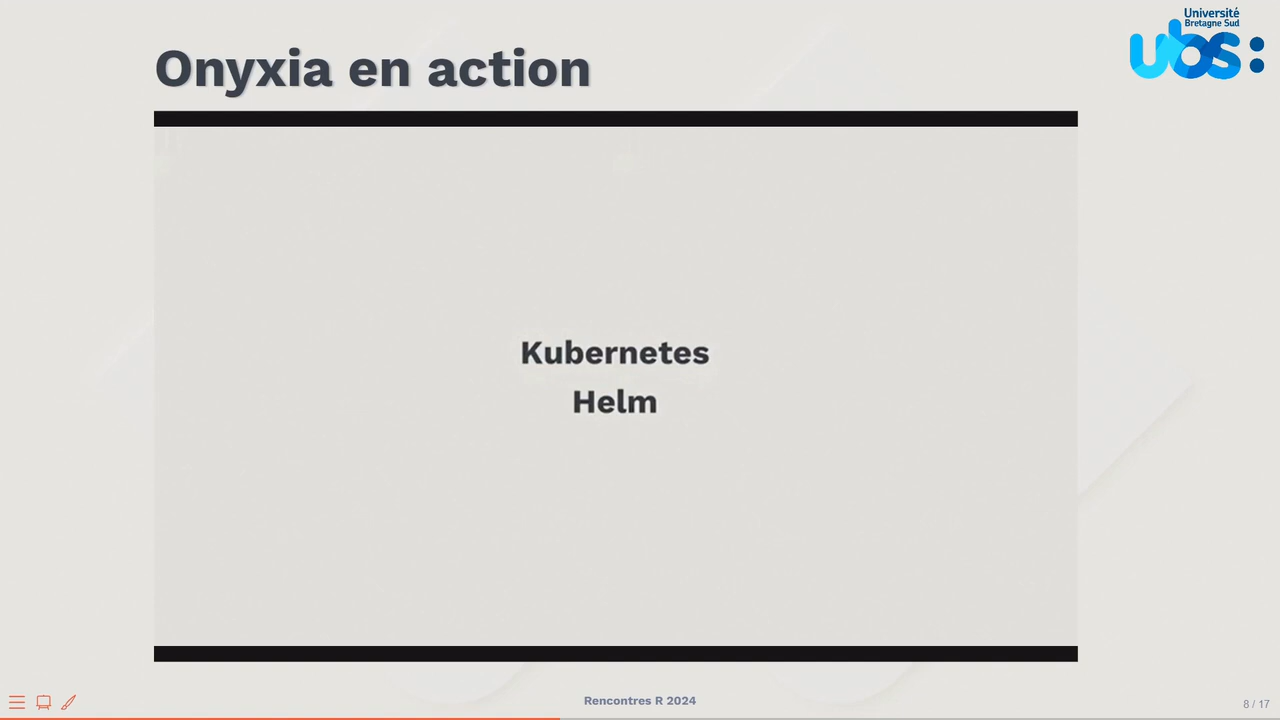 Université
Bretagne Sud
ubs:
Onyxia en action
Kubernetes
Helm
Rencontres R 2024
8 / 17